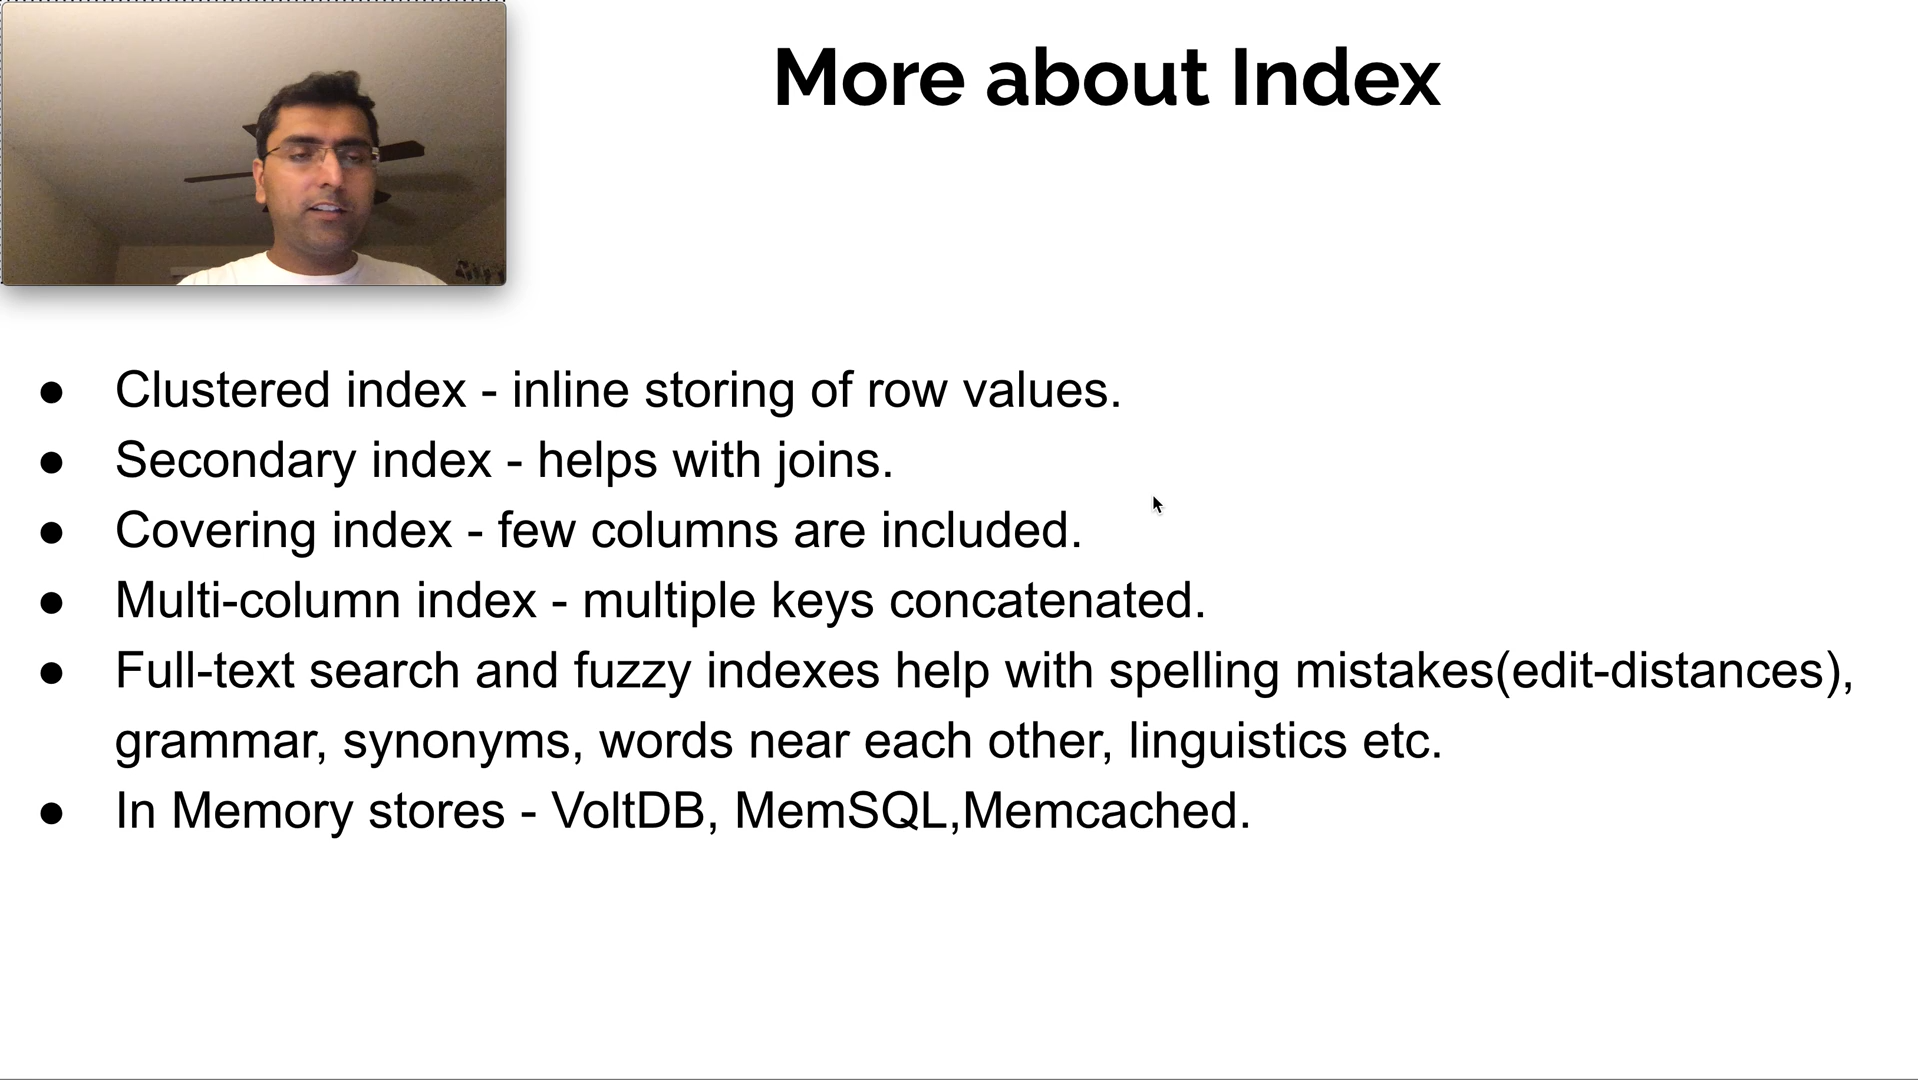 More about Index
● Clustered index - inline storing of row values.
● Secondary index - helps with joins.
● Covering index - few columns are included.
● Multi-column index - multiple keys concatenated.
● Full-text search and fuzzy indexes help with spelling mistakes(edit-distances),
grammar, synonyms, words near each other, linguistics etc.
● In Memory stores - VoltDB, MemSQL,Memcached.